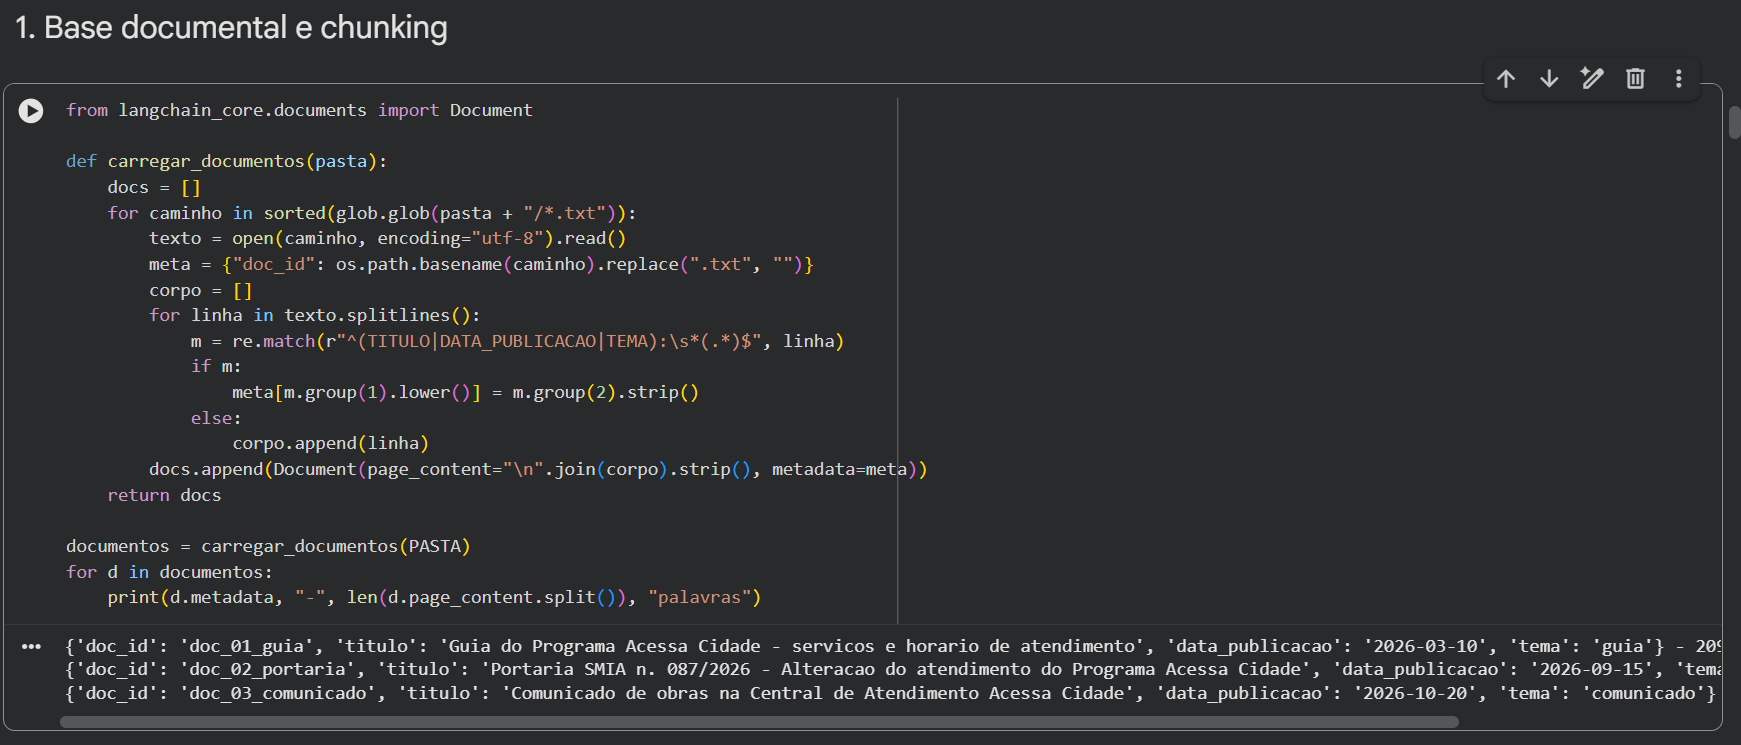 1. Base documental e chunking
from langchain_core.documents import Document
def carregar_documentos(pasta):
    docs = []
    for caminho in sorted(glob.glob(pasta + "/*.txt")):
        texto = open(caminho, encoding="utf-8").read()
        meta = {"doc_id": os.path.basename(caminho).replace(".txt", "")}
        corpo = []
        for linha in texto.splitlines():
            m = re.match(r"^(TITULO|DATA_PUBLICACAO|TEMA):\s*(.*)$", linha)
            if m:
                meta[m.group(1).lower()] = m.group(2).strip()
            else:
                corpo.append(linha)
        docs.append(Document(page_content="\n".join(corpo).strip(), metadata=meta))
    return docs
documentos = carregar_documentos(PASTA)
for d in documentos:
    print(d.metadata, "-", len(d.page_content.split()), "palavras")
{'doc_id': 'doc_01_guia', 'titulo': 'Guia do Programa Acessa Cidade - servicos e horario de atendimento', 'data_publicacao': '2026-03-10', 'tema': 'guia'} - 209
{'doc_id': 'doc_02_portaria', 'titulo': 'Portaria SMIA n. 087/2026 - Alteracao do atendimento do Programa Acessa Cidade', 'data_publicacao': '2026-09-15', 'tema
{'doc_id': 'doc_03_comunicado', 'titulo': 'Comunicado de obras na Central de Atendimento Acessa Cidade', 'data_publicacao': '2026-10-20', 'tema': 'comunicado'}